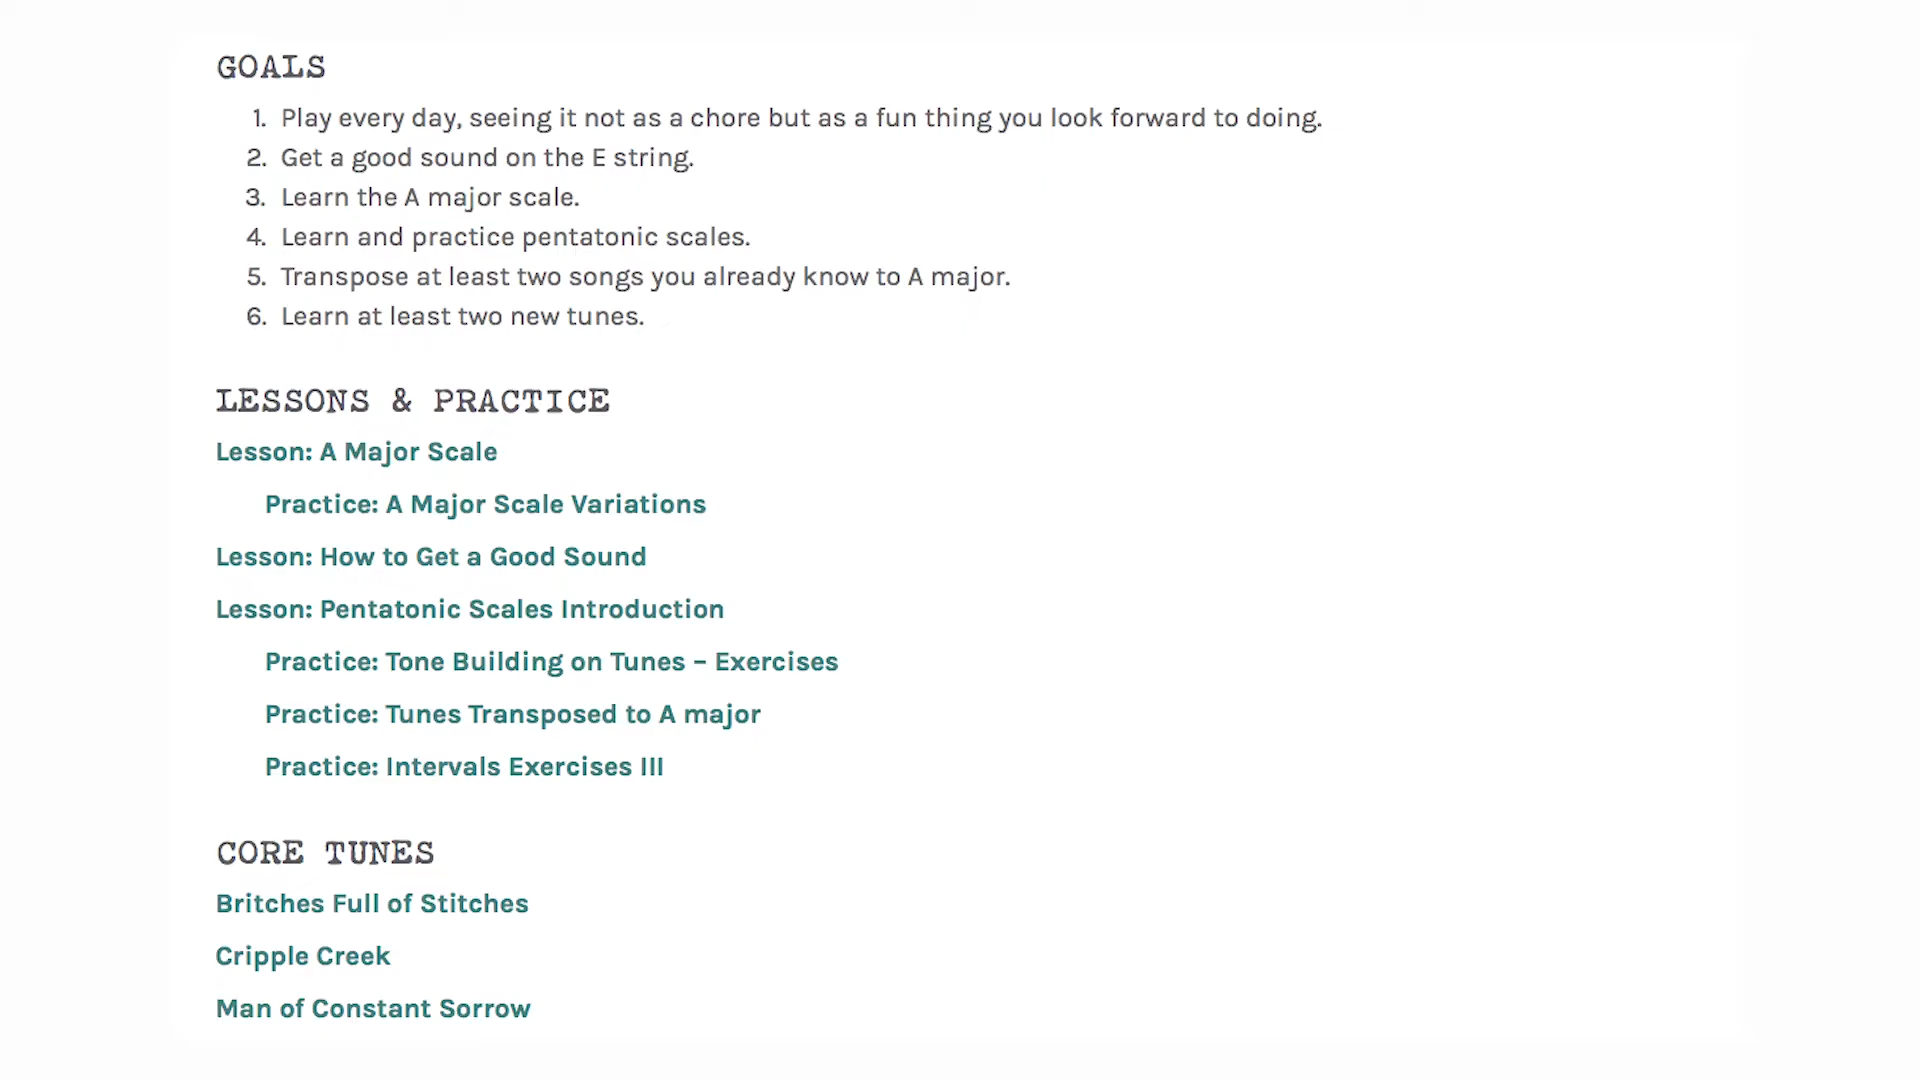 GOALS
1. Play every day, seeing it not as a chore but as a fun thing you look forward to doing.
2. Get a good sound on the E string.
3. Learn the A major scale.
4. Learn and practice pentatonic scales.
5. Transpose at least two songs you already know to A major.
6. Learn at least two new tunes.
LESSONS & PRACTICE
Lesson: A Major Scale
Practice: A Major Scale Variations
Lesson: How to Get a Good Sound
Lesson: Pentatonic Scales Introduction
Practice: Tone Building on Tunes – Exercises
Practice: Tunes Transposed to A major
Practice: Intervals Exercises III
CORE TUNES
Britches Full of Stitches
Cripple Creek
Man of Constant Sorrow